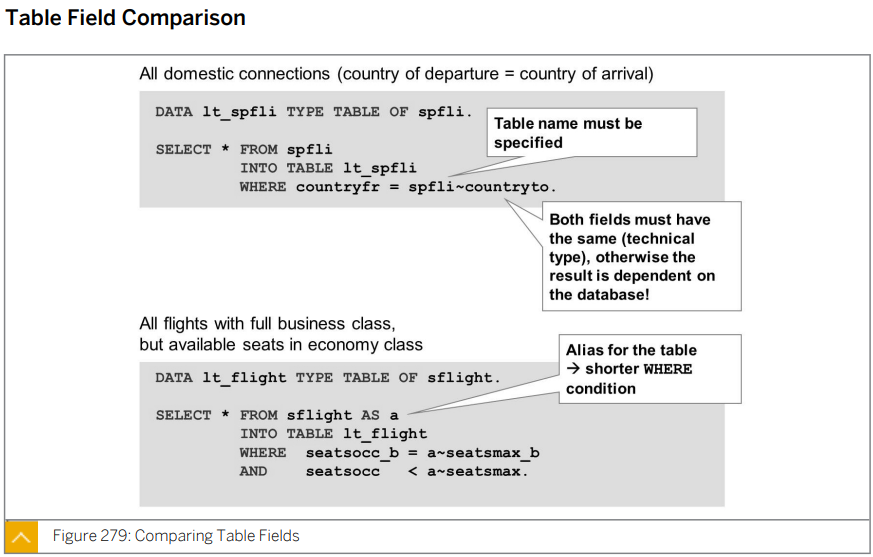 Table Field Comparison
All domestic connections (country of departure = country of arrival)
DATA lt_spfli TYPE TABLE OF spfli.
Table name must be
specified
SELECT * FROM spfli
INTO TABLE lt_spfli
WHERE countryfr = spfli~countryto.
Both fields must have
the same (technical
type), otherwise the
result is dependent on
the database!
All flights with full business class,
but available seats in economy class
Alias for the table
→ shorter WHERE
condition
DATA lt_flight TYPE TABLE OF sflight.
SELECT * FROM sflight AS a
INTO TABLE lt_flight
WHERE seatsocc_b = a~seatsmax_b
AND seatsocc < a~seatsmax.
Figure 279: Comparing Table Fields